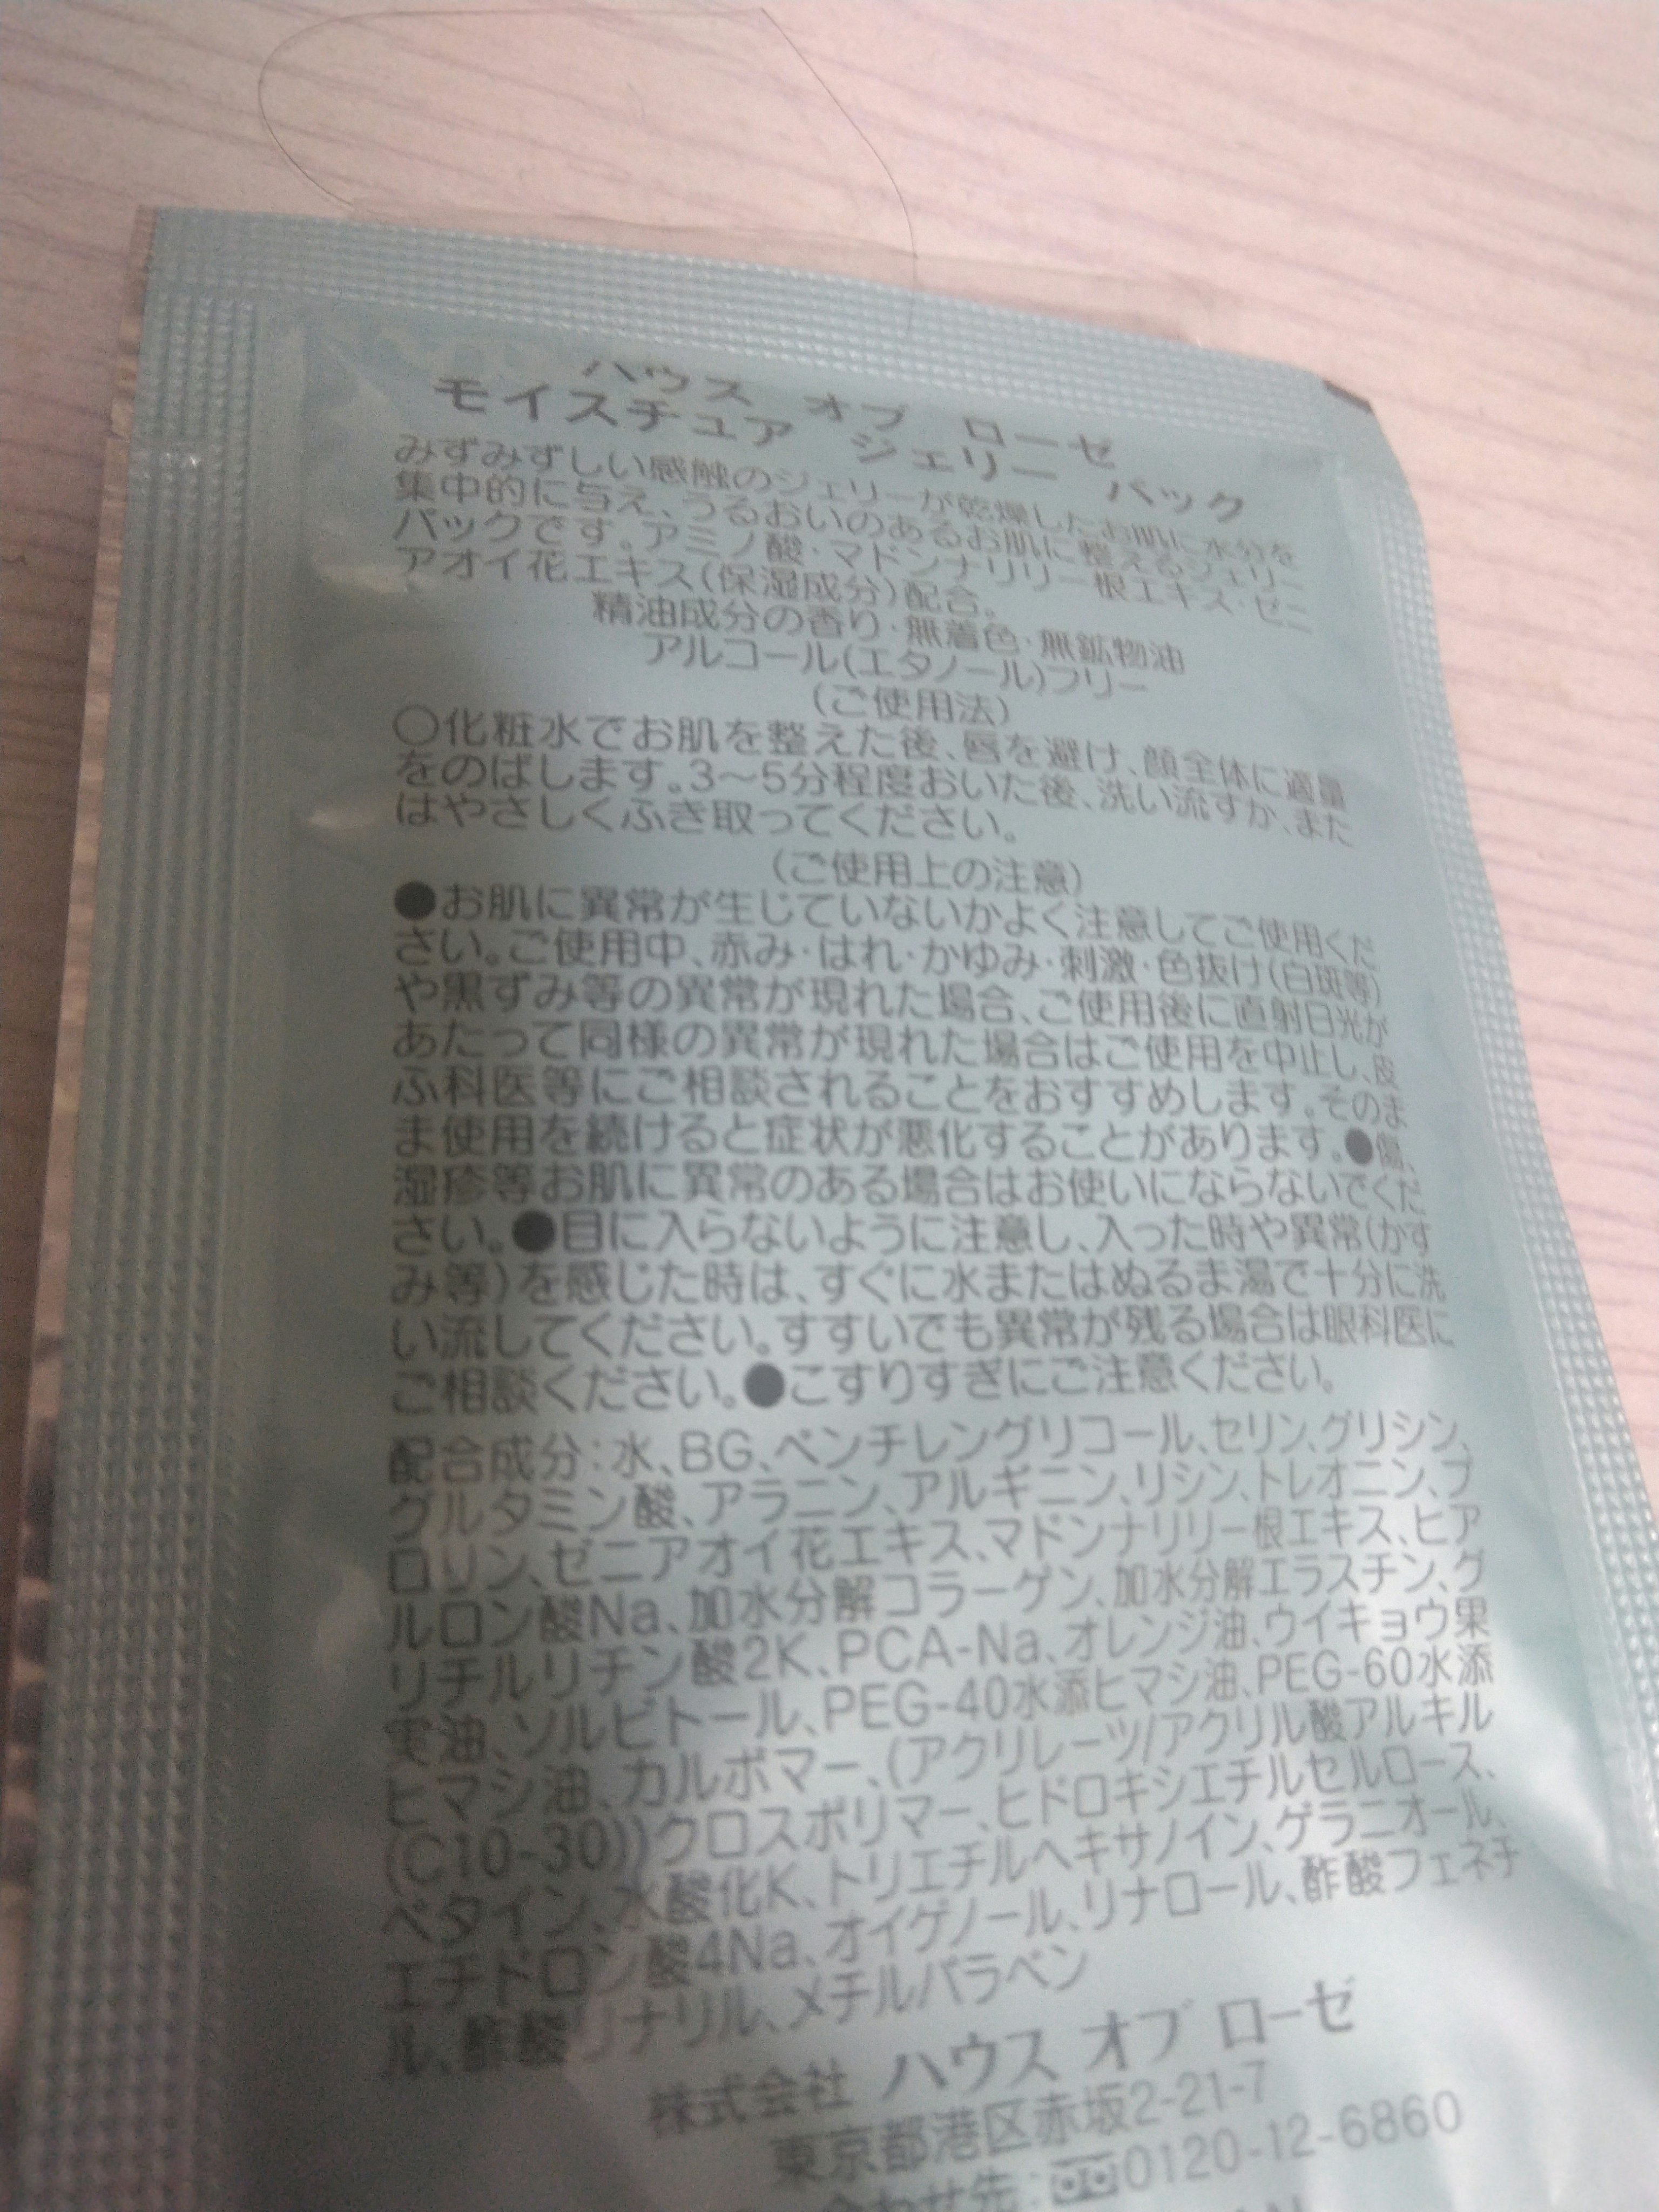 ハウス オブ ローゼ
モイスチュア ジェリー パック
みずみずしい感触のジェリーが乾燥したお肌に水分を
集中的に与え、うるおいのあるお肌に整えるジェリー
パックです。アミノ酸・マドンナリリー根エキス・ゼニ
アオイ花エキス(保湿成分)配合。
精油成分の香り・無着色・無鉱物油
アルコール(エタノール)フリー
(ご使用法)
○化粧水でお肌を整えた後、唇を避け、顔全体に適量
をのばします。3〜5分程度おいた後、洗い流すか、また
はやさしくふき取ってください。
(ご使用上の注意)
●お肌に異常が生じていないかよく注意してご使用くだ
さい。ご使用中、赤み・はれ・かゆみ・刺激・色抜け(白斑等)
や黒ずみ等の異常が現れた場合、ご使用後に直射日光が
あたって同様の異常が現れた場合はご使用を中止し、皮
ふ科医等にご相談されることをおすすめします。そのま
ま使用を続けると症状が悪化することがあります。●傷、
湿疹等お肌に異常のある場合はお使いにならないでくだ
さい。●目に入らないように注意し、入った時や異常(かす
み等)を感じた時は、すぐに水またはぬるま湯で十分に洗
い流してください。すすいでも異常が残る場合は眼科医に
ご相談ください。●こすりすぎにご注意ください。
配合成分：水、BG、ペンチレングリコール、セリン、グリシン、
グルタミン酸、アラニン、アルギニン、リシン、トレオニン、プ
ロリン、ゼニアオイ花エキス、マドンナリリー根エキス、ヒア
ルロン酸Na、加水分解コラーゲン、加水分解エラスチン、グ
リチルリチン酸2K、PCA-Na、オレンジ油、ウイキョウ果
実油、ソルビトール、PEG-40水添ヒマシ油、PEG-60水添
ヒマシ油、カルボマー、(アクリレーツ/アクリル酸アルキル
(C10-30))クロスポリマー、ヒドロキシエチルセルロース、
ベタイン、水酸化K、トリエチルヘキサノイン、ゲラニオール、
エチドロン酸4Na、オイゲノール、リナロール、酢酸フェネチ
ル、酢酸リナリル、メチルパラベン
株式会社 ハウス オブ ローゼ
東京都港区赤坂2-21-7
合わせ先：0120-12-6860